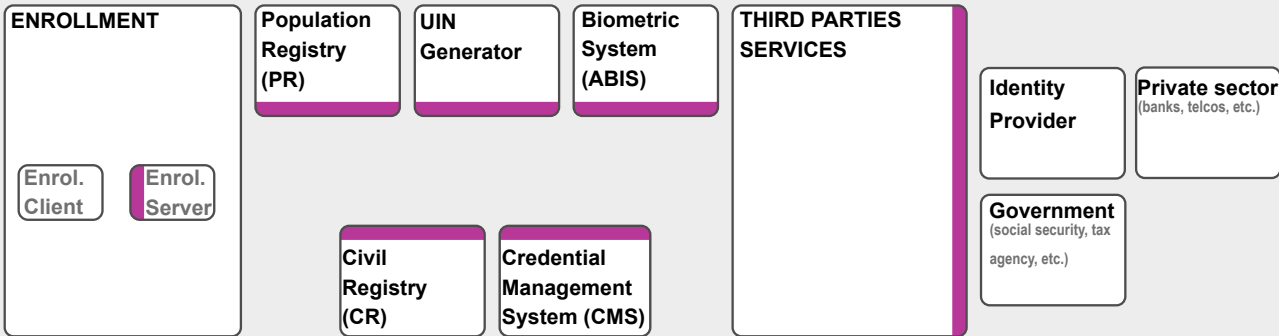 ENROLLMENT
Enrol.
Client
Enrol.
Server
Population
Registry
(PR)
UIN
Generator
Biometric
System
(ABIS)
Civil
Registry
(CR)
Credential
Management
System (CMS)
THIRD PARTIES
SERVICES
Identity
Provider
Private sector
(banks, telcos, etc.)
Government
(social security, tax
agency, etc.)